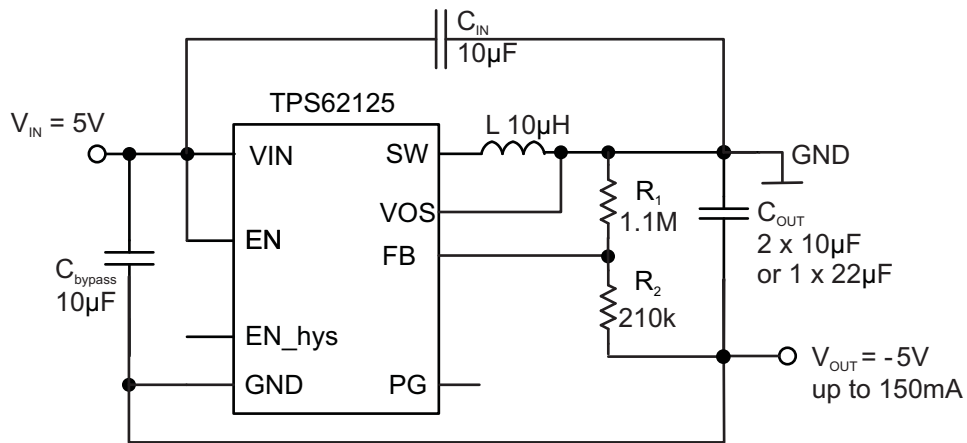 C_IN
10µF
TPS62125
V_IN = 5V
L 10µH
VIN
SW
GND
R_1
1.1M
VOS
C_OUT
2 x 10µF
or 1 x 22µF
EN
FB
C_bypass
10µF
R_2
210k
EN_hys
GND
PG
V_OUT = -5V
up to 150mA